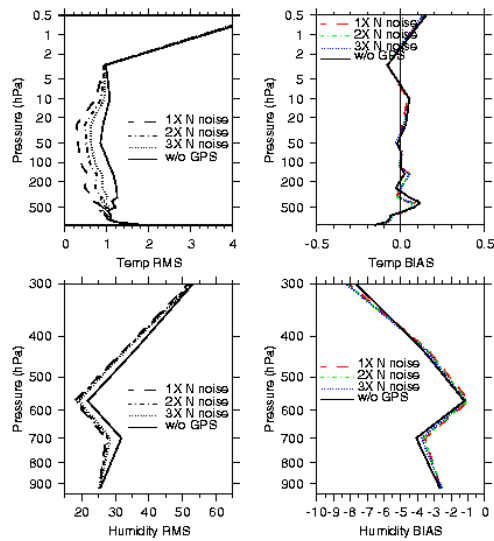 0.5
1
2
5
10
20
50
100
200
500
Pressure (hPa)
1X N noise
2X N noise
3X N noise
w/o GPS
0 2 4
Temp RMS
0.5
1
2
5
10
20
50
100
200
500
Pressure (hPa)
1X N noise
2X N noise
3X N noise
w/o GPS
-0.5 0.0 0.5
Temp BIAS
300
400
500
600
700
800
900
Pressure (hPa)
1X N noise
2X N noise
3X N noise
w/o GPS
20 30 40 50 60
Humidity RMS
300
400
500
600
700
800
900
Pressure (hPa)
1X N noise
2X N noise
3X N noise
w/o GPS
-10 -9 -8 -7 -6 -5 -4 -3 -2 -1 0
Humidity BIAS